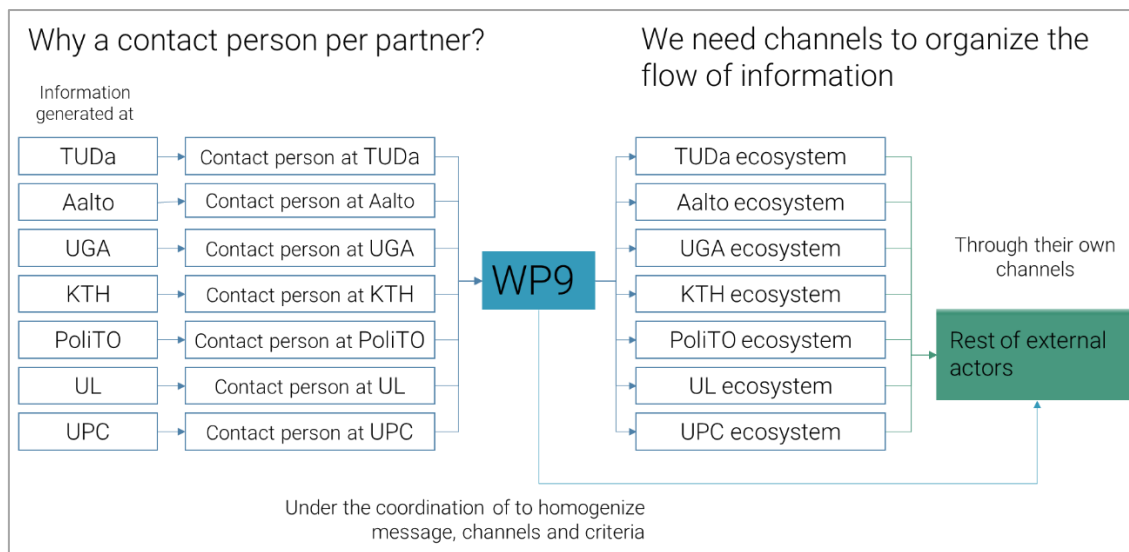 Why a contact person per partner?
We need channels to organize the
flow of information
Information
generated at
TUDa
Contact person at TUDa
TUDa ecosystem
Aalto
Contact person at Aalto
Aalto ecosystem
UGA
Contact person at UGA
UGA ecosystem
KTH
Contact person at KTH
KTH ecosystem
PoliTO
Contact person at PoliTO
PoliTO ecosystem
UL
Contact person at UL
UL ecosystem
UPC
Contact person at UPC
UPC ecosystem
WP9
Through their own
channels
Rest of external
actors
Under the coordination of to homogenize
message, channels and criteria